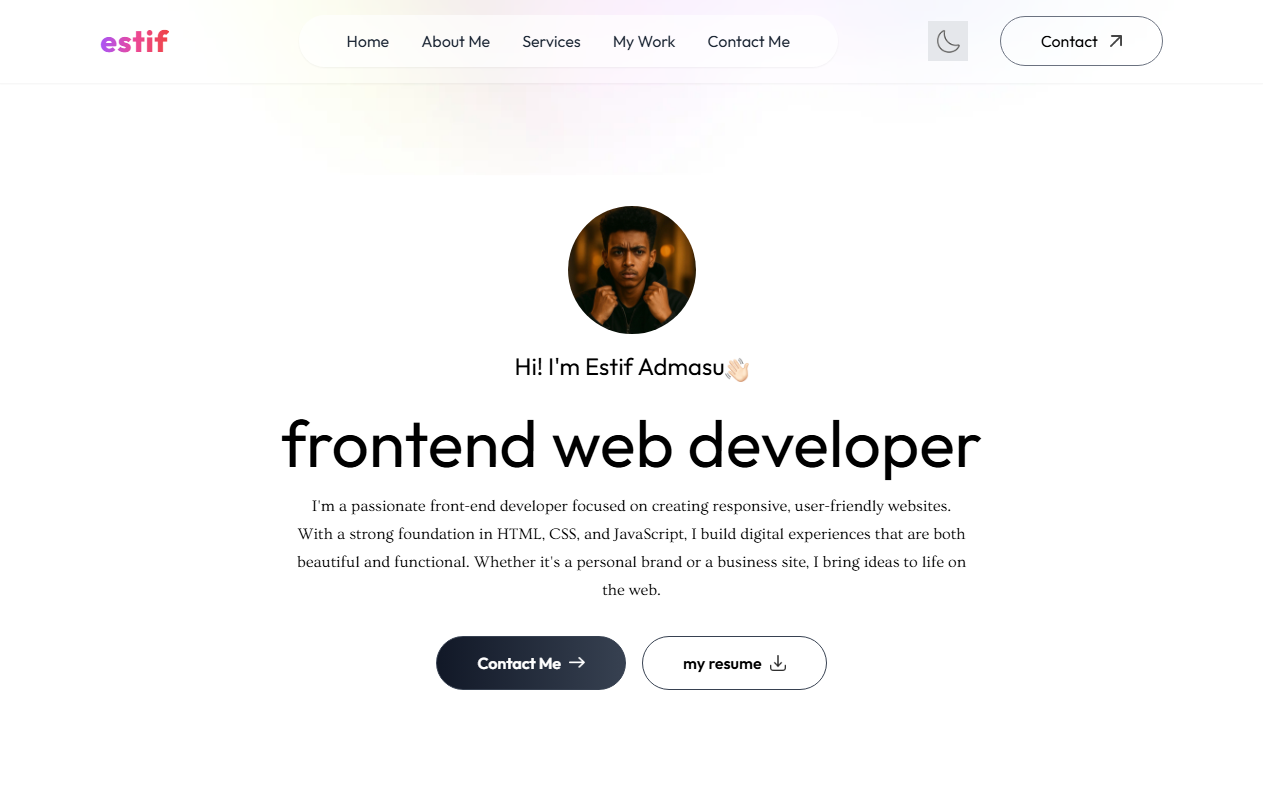 estif
Home
About Me
Services
My Work
Contact Me
Contact
Hi! I'm Estif Admasu👋🏻
frontend web developer
I'm a passionate front-end developer focused on creating responsive, user-friendly websites.
With a strong foundation in HTML, CSS, and JavaScript, I build digital experiences that are both
beautiful and functional. Whether it's a personal brand or a business site, I bring ideas to life on
the web.
Contact Me
my resume